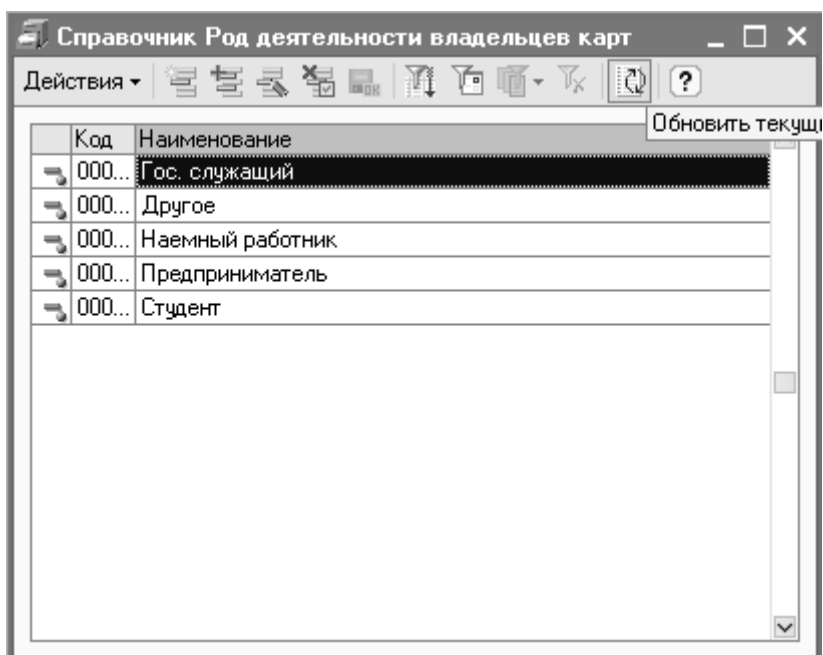 Справочник Род деятельности владельцев карт
Действия
Обновить текущи
Код Наименование
000... Гос. служащий
000... Другое
000... Наемный работник
000... Предприниматель
000... Студент